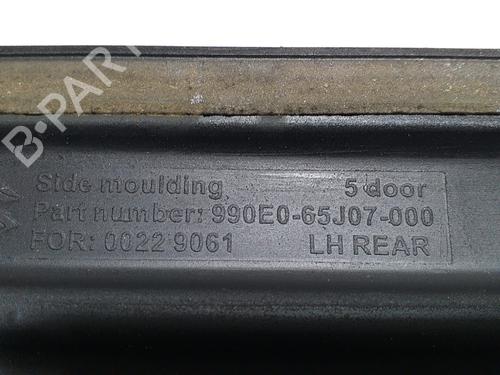 Side moulding 5 door
Part number: 990E0-65J07-000
FOR: 0022 9061 LH REAR
B-PARTS